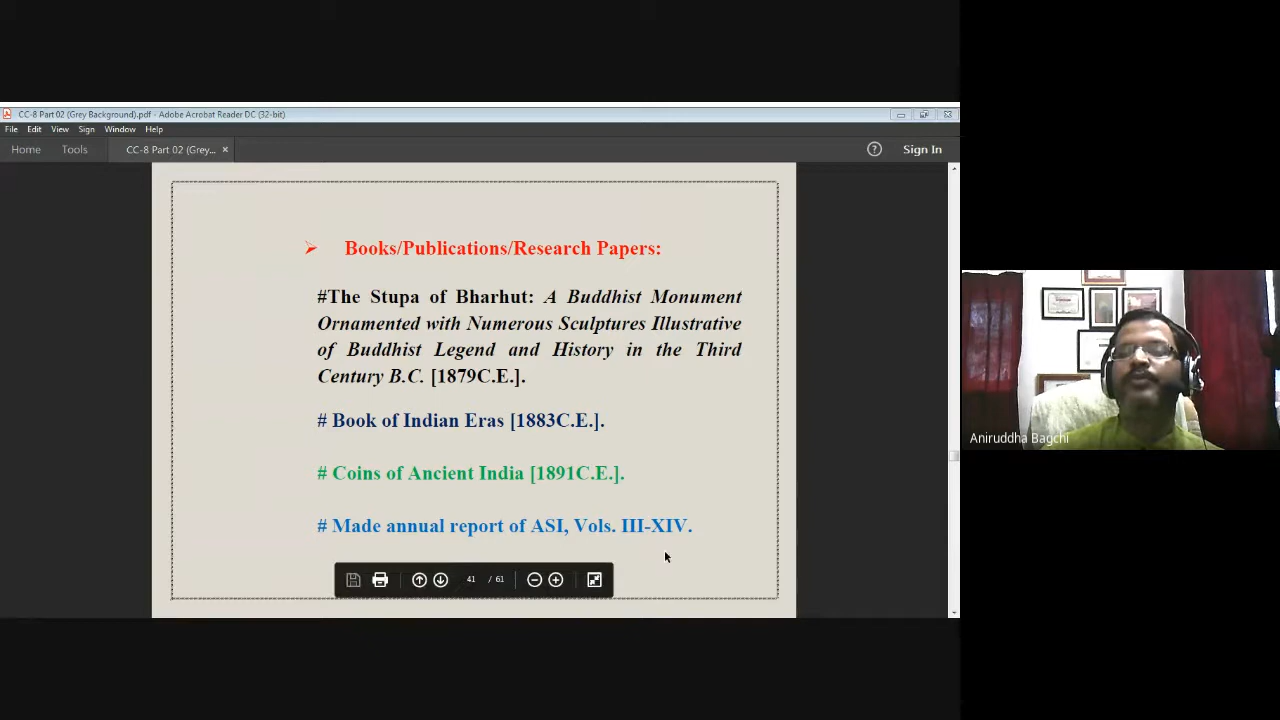 CC-8 Part 02 (Grey Background).pdf - Adobe Acrobat Reader DC (32-bit)
File Edit View Sign Window Help
Home Tools CC-8 Part 02 (Grey... × Sign In
Books/Publications/Research Papers:
#The Stupa of Bharhut: A Buddhist Monument
Ornamented with Numerous Sculptures Illustrative
of Buddhist Legend and History in the Third
Century B.C. [1879C.E.].
# Book of Indian Eras [1883C.E.].
# Coins of Ancient India [1891C.E.].
# Made annual report of ASI, Vols. III-XIV.
41 / 61
Aniruddha Bagchi